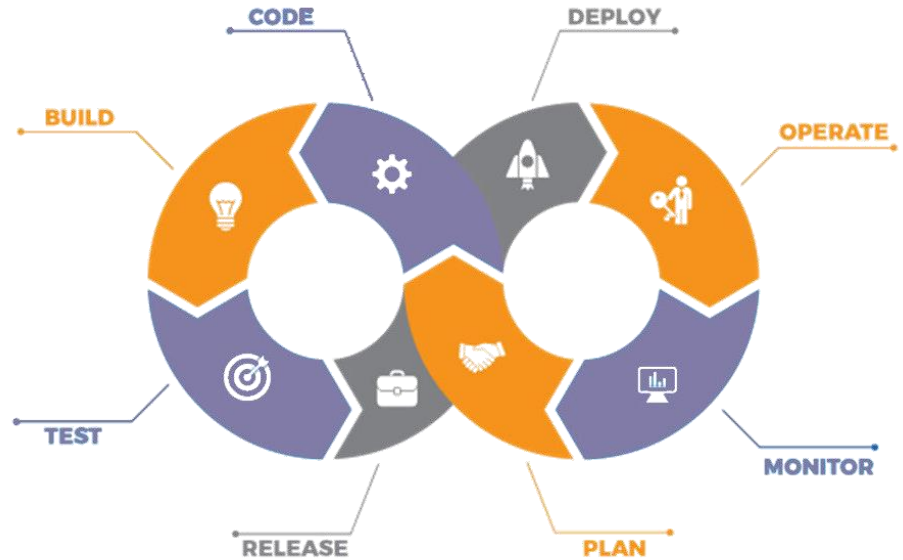 CODE
DEPLOY
BUILD
OPERATE
TEST
MONITOR
RELEASE
PLAN